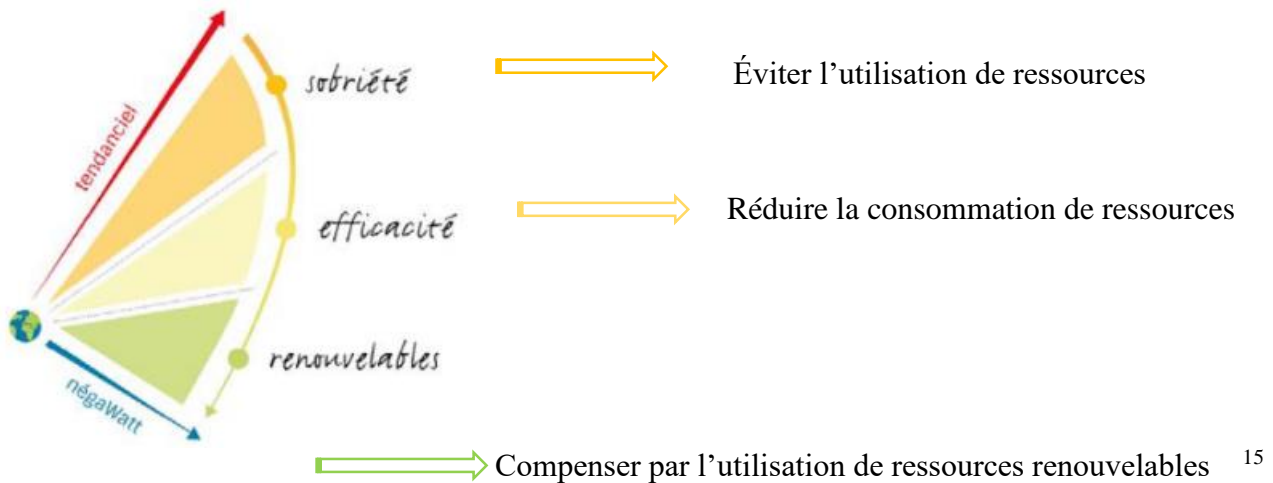 tendanciel
sobriété
Éviter l’utilisation de ressources
efficacité
Réduire la consommation de ressources
renouvelables
négaWatt
Compenser par l’utilisation de ressources renouvelables 15